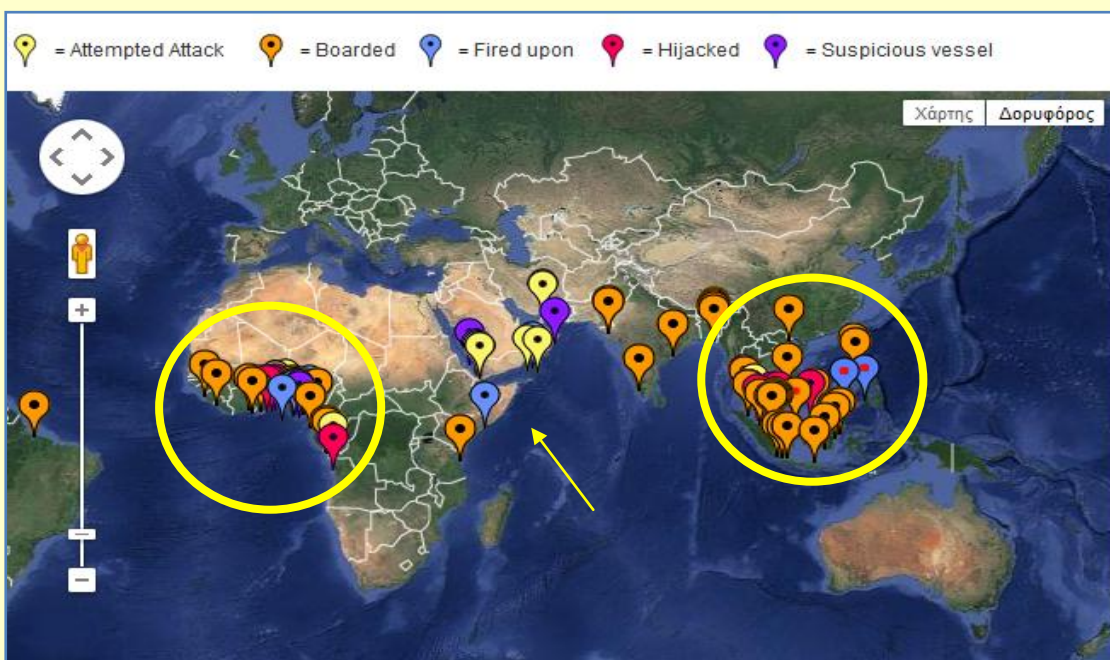 = Attempted Attack = Boarded = Fired upon = Hijacked = Suspicious vessel
Χάρτης Δορυφόρος